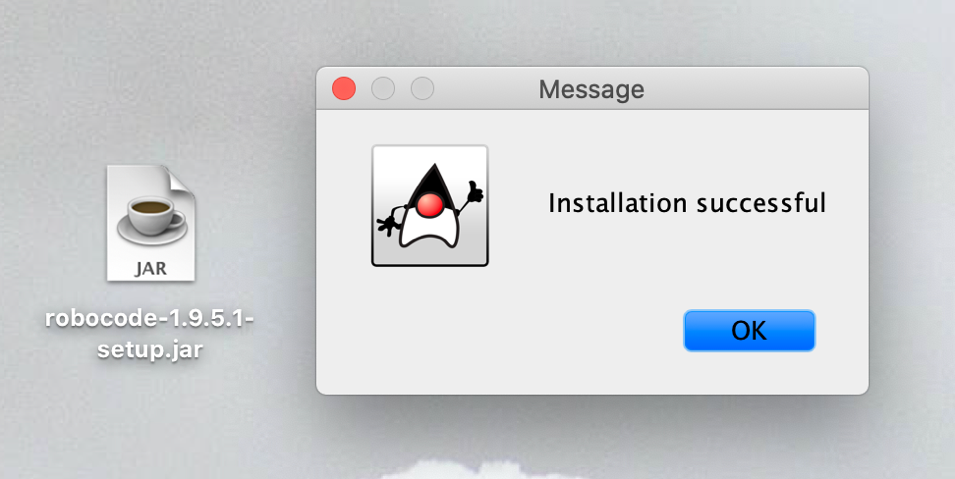 Message
Installation successful
OK
JAR
robocode-1.9.5.1-
setup.jar